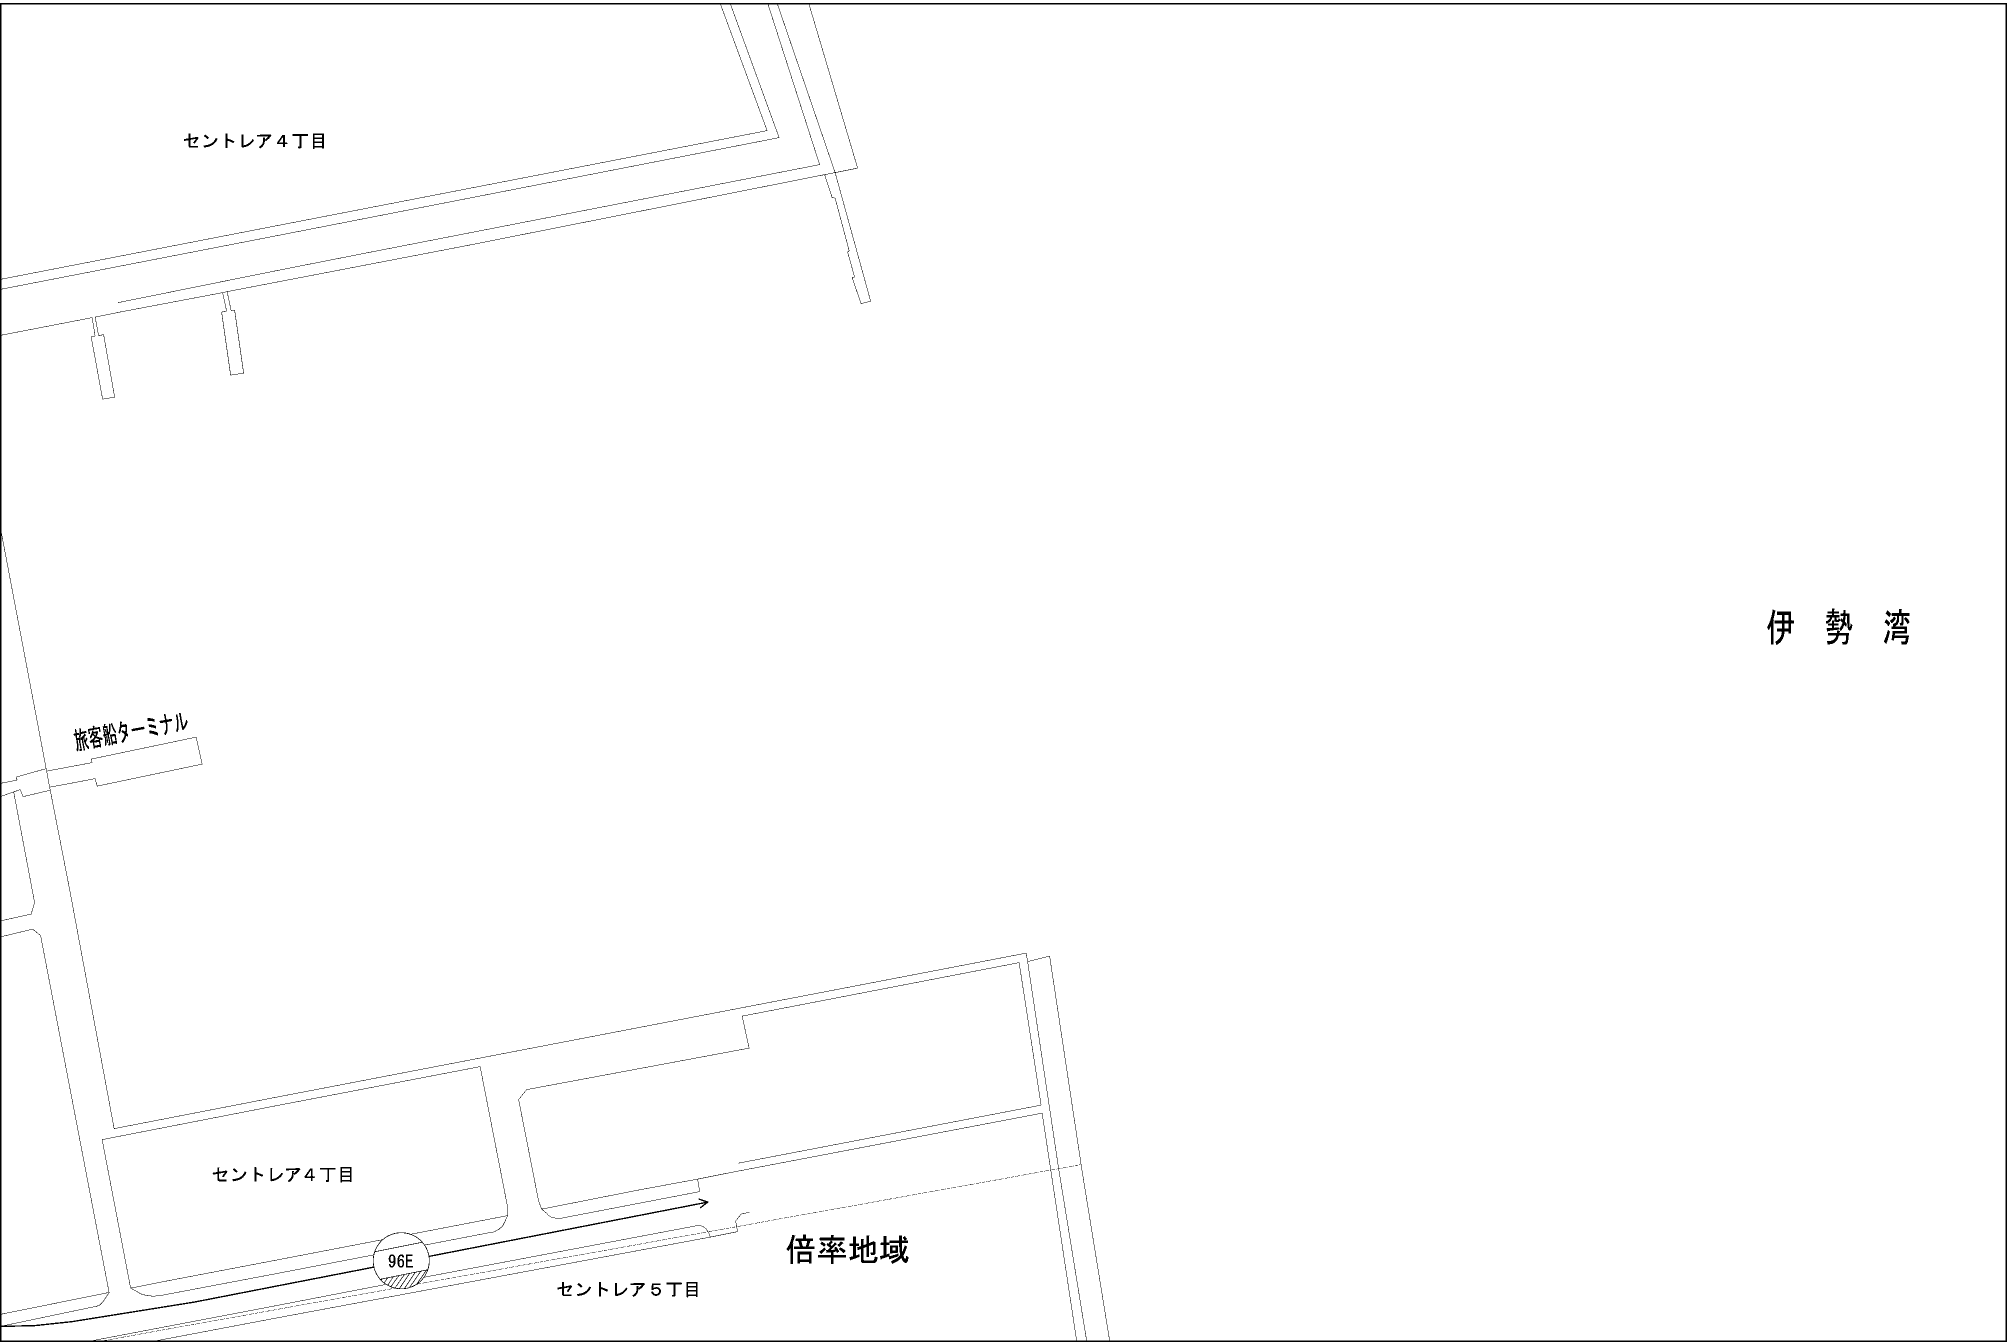 セントレア４丁目
伊　勢　湾
旅客船ターミナル
セントレア４丁目
倍率地域
96E
セントレア５丁目